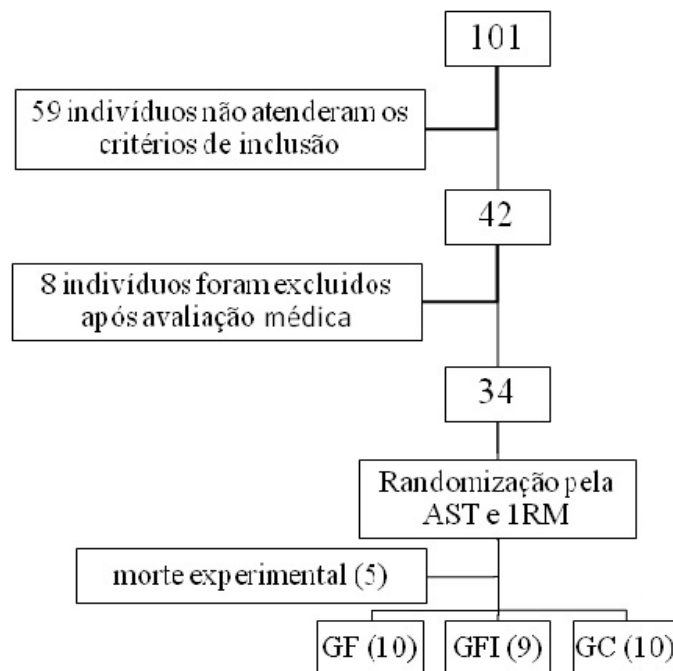 101
59 indivíduos não atenderam os
critérios de inclusão
42
8 indivíduos foram excluidos
após avaliação médica
34
Randomização pela
AST e 1RM
morte experimental (5)
GF (10)
GFI (9)
GC (10)